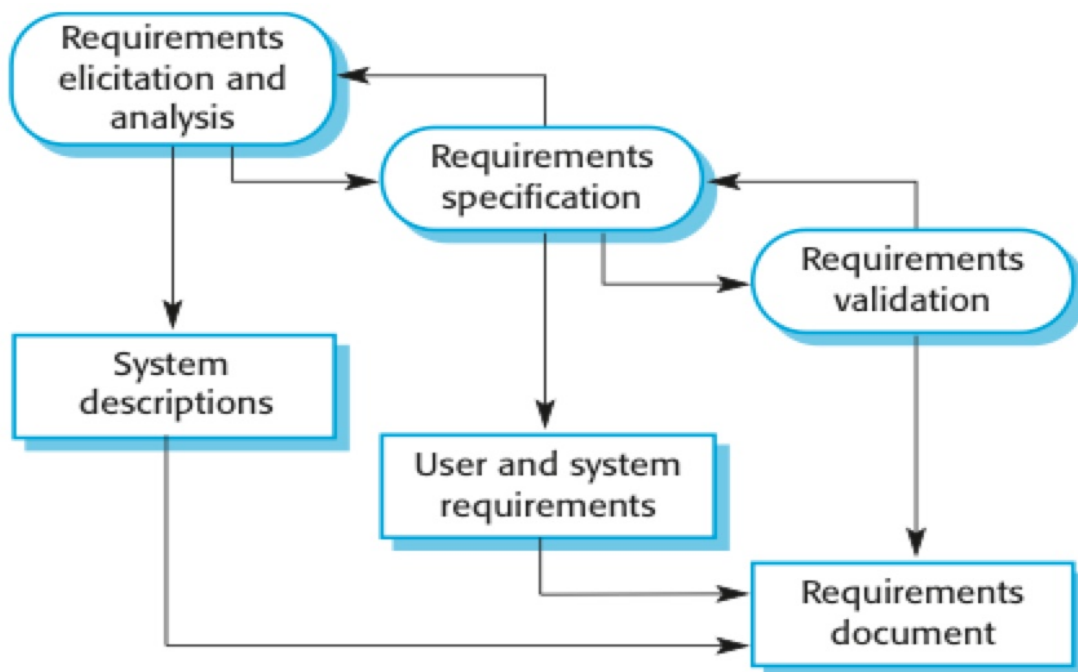 Requirements
elicitation and
analysis
Requirements
specification
Requirements
validation
System
descriptions
User and system
requirements
Requirements
document